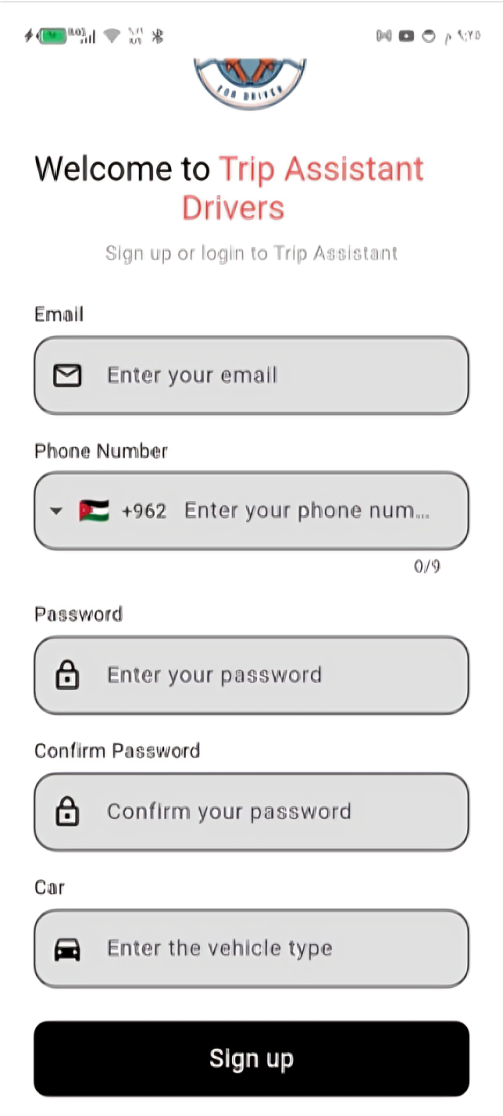 م ٩:٢٥
FOR DRIVER
Welcome to Trip Assistant
Drivers
Sign up or login to Trip Assistant
Email
Enter your email
Phone Number
+962 Enter your phone num...
0/9
Password
Enter your password
Confirm Password
Confirm your password
Car
Enter the vehicle type
Sign up